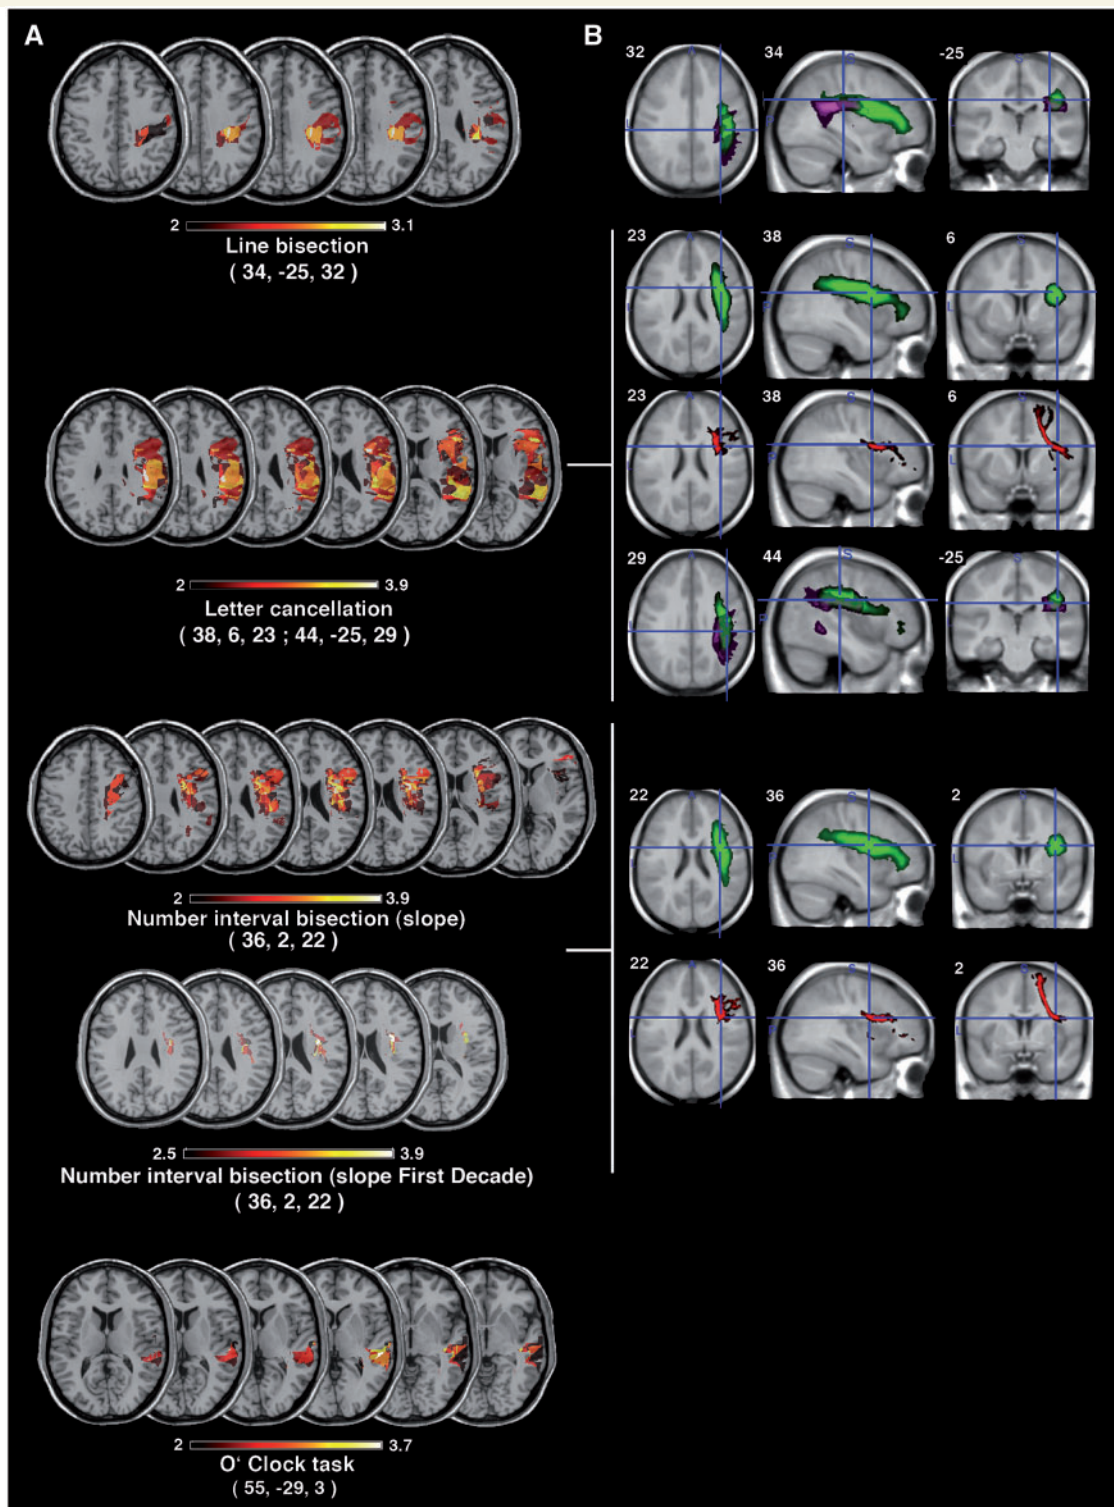 A
2 3.1
Line bisection
( 34, -25, 32 )
2 3.9
Letter cancellation
( 38, 6, 23 ; 44, -25, 29 )
2 3.9
Number interval bisection (slope)
( 36, 2, 22 )
2.5 3.9
Number interval bisection (slope First Decade)
( 36, 2, 22 )
2 3.7
O' Clock task
( 55, -29, 3 )
B
32 34 -25
S
L
23 38 6
S
P L
23 38 6
S
29 44 -25
S
P
22 36 2
L
22 36 2
L